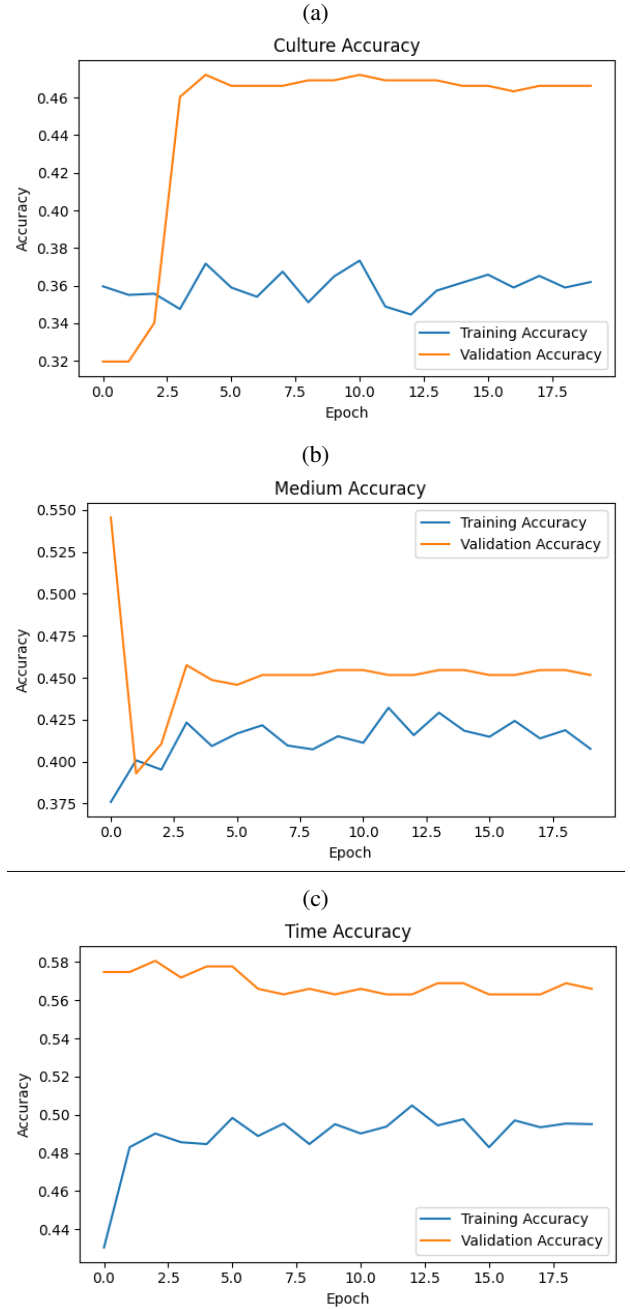 (a)
Culture Accuracy
0.46
0.44
0.42
0.40
0.38
0.36
0.34
0.32
Accuracy
Training Accuracy
Validation Accuracy
0.0 2.5 5.0 7.5 10.0 12.5 15.0 17.5
Epoch
(b)
Medium Accuracy
0.550
0.525
0.500
0.475
0.450
0.425
0.400
0.375
Accuracy
Training Accuracy
Validation Accuracy
0.0 2.5 5.0 7.5 10.0 12.5 15.0 17.5
Epoch
(c)
Time Accuracy
0.58
0.56
0.54
0.52
0.50
0.48
0.46
0.44
Accuracy
Training Accuracy
Validation Accuracy
0.0 2.5 5.0 7.5 10.0 12.5 15.0 17.5
Epoch